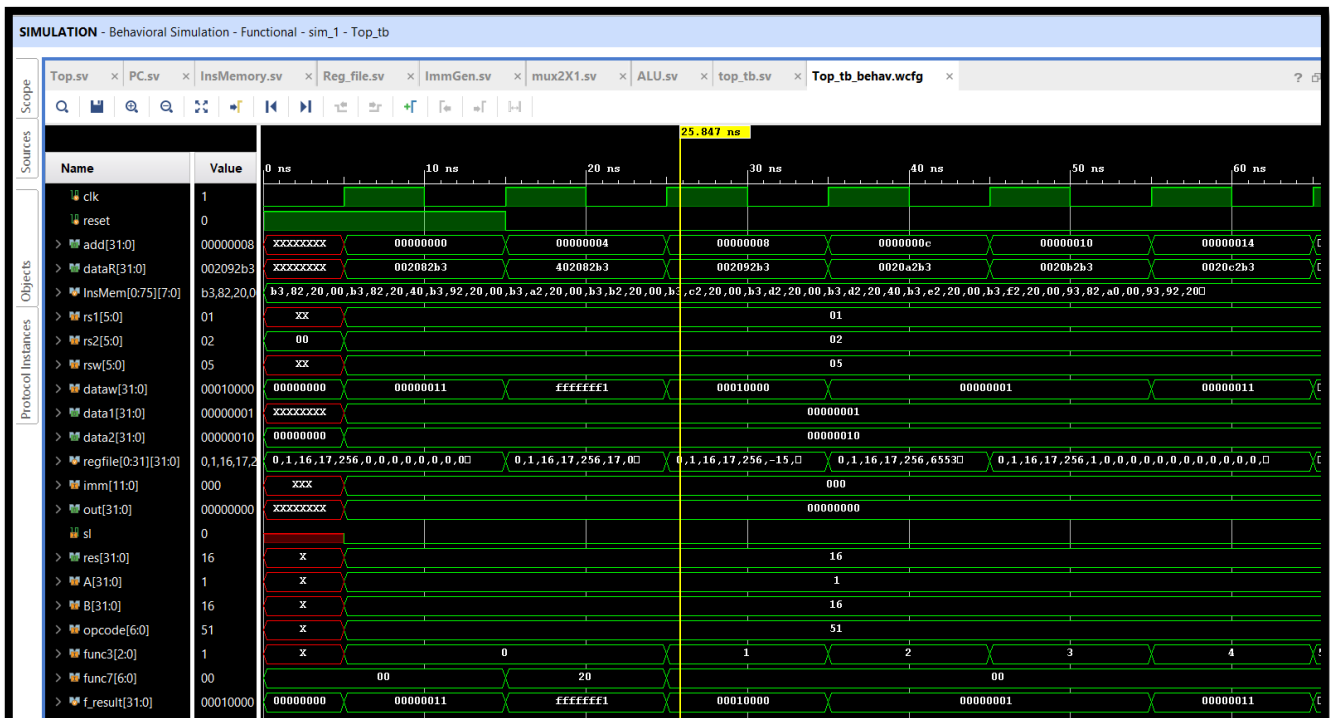 SIMULATION - Behavioral Simulation - Functional - sim_1 - Top_tb
Scope
Sources
Objects
Protocol Instances
Top.sv × PC.sv × InsMemory.sv × Reg_file.sv × ImmGen.sv × mux2X1.sv × ALU.sv × top_tb.sv × Top_tb_behav.wcfg × ?
25.847 ns
Name Value 0 ns 10 ns 20 ns 30 ns 40 ns 50 ns 60 ns
clk 1
reset 0
add[31:0] 00000008 XXXXXXXX 00000000 00000004 00000008 0000000c 00000010 00000014
dataR[31:0] 002092b3 XXXXXXXX 002082b3 402082b3 002092b3 0020a2b3 0020b2b3 0020c2b3
InsMem[0:75][7:0] b3,82,20,0 b3,82,20,00,b3,82,20,40,b3,92,20,00,b3,a2,20,00,b3,b2,20,00,b3,c2,20,00,b3,d2,20,00,b3,d2,20,40,b3,e2,20,00,b3,f2,20,00,93,82,a0,00,93,92,20
rs1[5:0] 01 XX 01
rs2[5:0] 02 00 02
rsw[5:0] 05 XX 05
dataw[31:0] 00010000 00000000 00000011 fffffff1 00010000 00000001 00000011
data1[31:0] 00000001 XXXXXXXX 00000001
data2[31:0] 00000010 00000000 00000010
regfile[0:31][31:0] 0,1,16,17,2 0,1,16,17,256,0,0,0,0,0,0,0,0 0,1,16,17,256,17,0 0,1,16,17,256,-15, 0,1,16,17,256,6553 0,1,16,17,256,1,0,0,0,0,0,0,0,0,0,0,0,0,
imm[11:0] 000 XXX 000
out[31:0] 00000000 XXXXXXXX 00000000
sl 0
res[31:0] 16 X 16
A[31:0] 1 X 1
B[31:0] 16 X 16
opcode[6:0] 51 X 51
func3[2:0] 1 X 0 1 2 3 4
func7[6:0] 00 00 20 00
f_result[31:0] 00010000 00000000 00000011 fffffff1 00010000 00000001 00000011